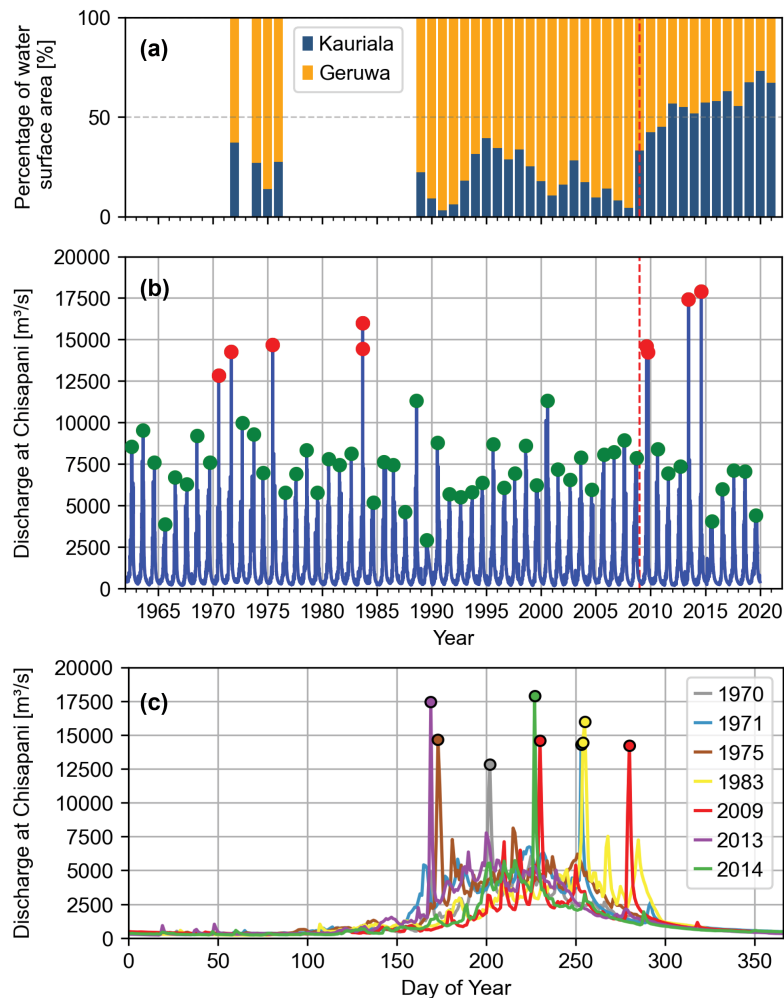 (a)
Percentage of water
surface area [%]
100
50
0
Kauriala
Geruwa
(b)
Discharge at Chisapani [m³/s]
20000
17500
15000
12500
10000
7500
5000
2500
0
1965 1970 1975 1980 1985 1990 1995 2000 2005 2010 2015 2020
Year
(c)
Discharge at Chisapani [m³/s]
20000
17500
15000
12500
10000
7500
5000
2500
0
1970
1971
1975
1983
2009
2013
2014
0 50 100 150 200 250 300 350
Day of Year